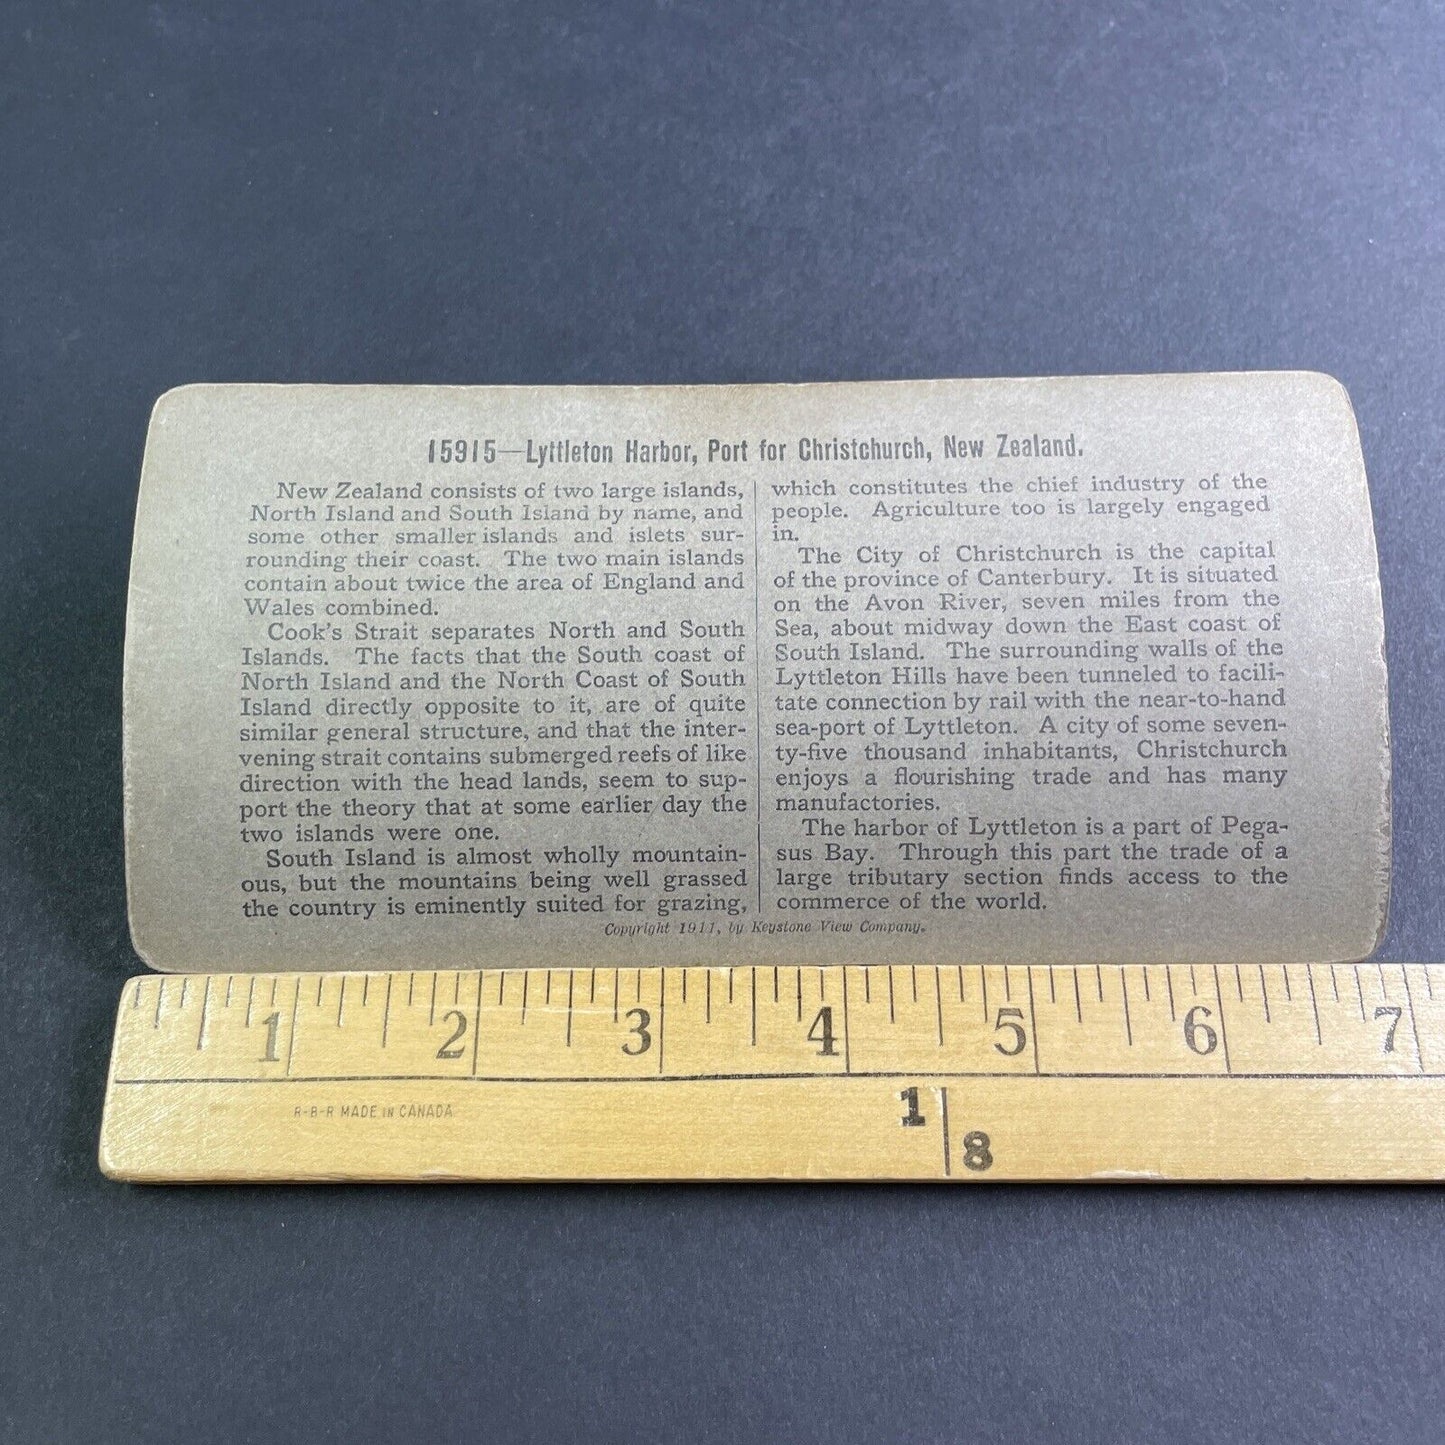 15915—Lyttleton Harbor, Port for Christchurch, New Zealand.
New Zealand consists of two large islands,
North Island and South Island by name, and
some other smaller islands and islets sur-
rounding their coast. The two main islands
contain about twice the area of England and
Wales combined.
Cook's Strait separates North and South
Islands. The facts that the South coast of
North Island and the North Coast of South
Island directly opposite to it, are of quite
similar general structure, and that the inter-
vening strait contains submerged reefs of like
direction with the head lands, seem to sup-
port the theory that at some earlier day the
two islands were one.
South Island is almost wholly mountain-
ous, but the mountains being well grassed
the country is eminently suited for grazing,
which constitutes the chief industry of the
people. Agriculture too is largely engaged
in.
The City of Christchurch is the capital
of the province of Canterbury. It is situated
on the Avon River, seven miles from the
Sea, about midway down the East coast of
South Island. The surrounding walls of the
Lyttleton Hills have been tunneled to facili-
tate connection by rail with the near-to-hand
sea-port of Lyttleton. A city of some seven-
ty-five thousand inhabitants, Christchurch
enjoys a flourishing trade and has many
manufactories.
The harbor of Lyttleton is a part of Pega-
sus Bay. Through this part the trade of a
large tributary section finds access to the
commerce of the world.
Copyright 1911, by Keystone View Company.
1 2 3 4 5 6 7
R-B-R MADE IN CANADA
1
8